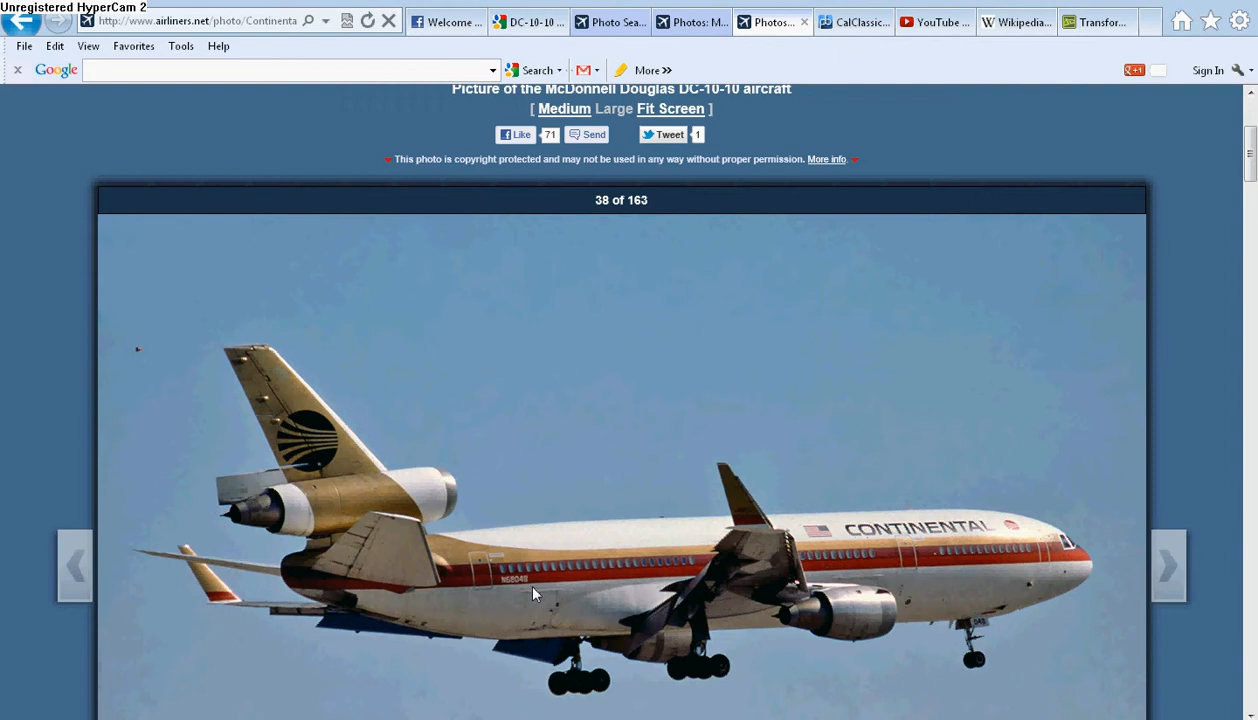 Unregistered HyperCam 2
http://www.airliners.net/photo/Continenta
Welcome ...
DC-10-10 ...
Photo Sea...
Photos: M...
Photos...
CalClassic...
YouTube ...
Wikipedia...
Transfor...
File Edit View Favorites Tools Help
x Google Search More »
+1
Sign In
Picture of the McDonnell Douglas DC-10-10 aircraft
[ Medium Large Fit Screen ]
Like 71 Send Tweet 1
This photo is copyright protected and may not be used in any way without proper permission. More info
38 of 163
CONTINENTAL
N68048